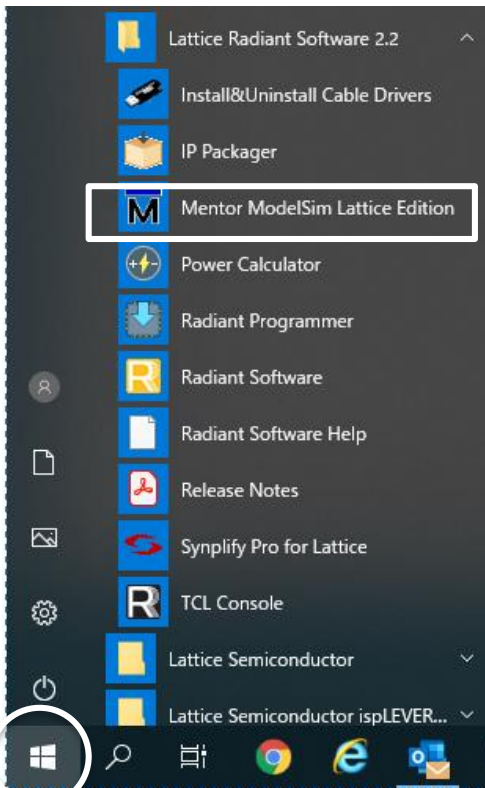 Lattice Radiant Software 2.2
Install&Uninstall Cable Drivers
IP Packager
M Mentor ModelSim Lattice Edition
Power Calculator
Radiant Programmer
R Radiant Software
Radiant Software Help
Release Notes
Synplify Pro for Lattice
R TCL Console
Lattice Semiconductor
Lattice Semiconductor ispLEVER...